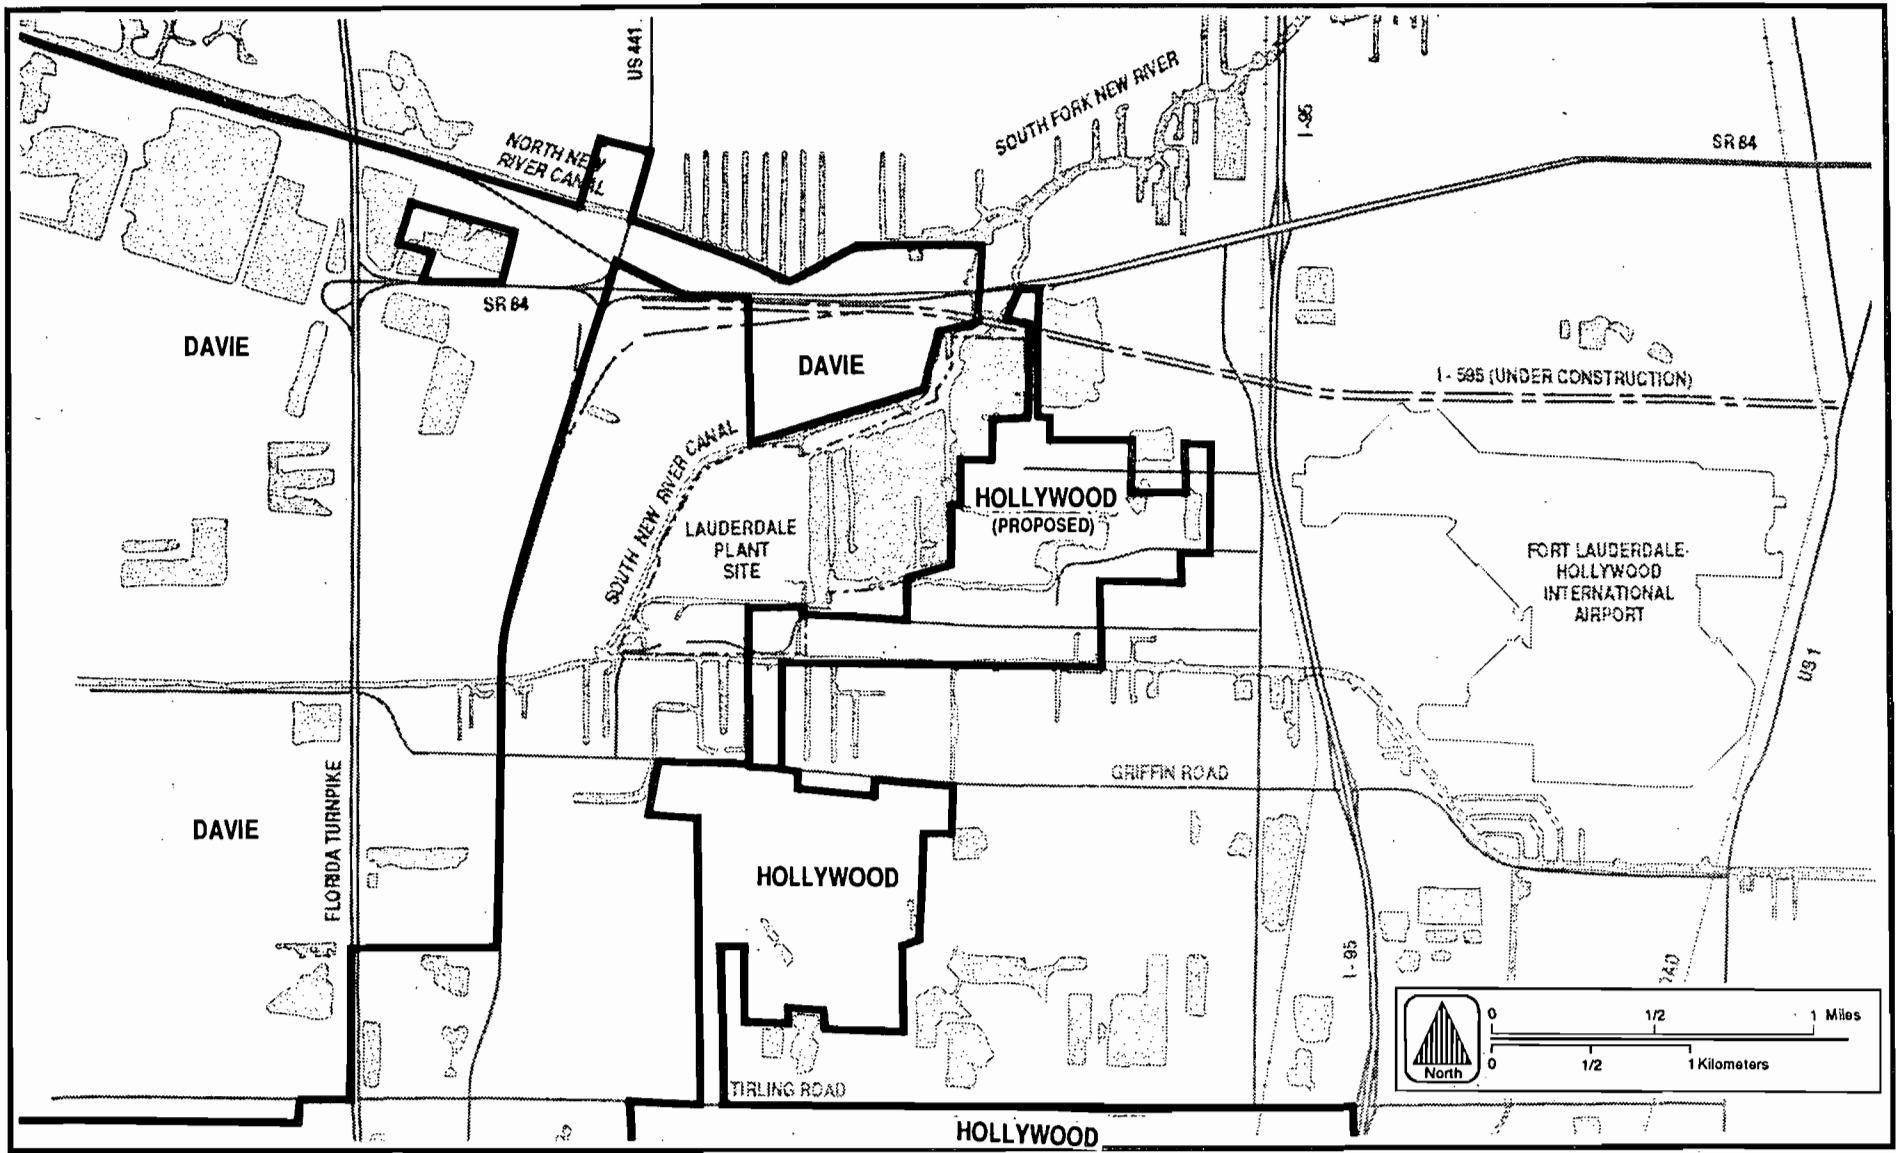 US 441
NORTH NEW
RIVER CANAL
SOUTH FORK NEW RIVER
I-95
SR 84
SR 84
DAVIE
DAVIE
I - 595 (UNDER CONSTRUCTION)
SOUTH NEW RIVER CANAL
LAUDERDALE
PLANT
SITE
HOLLYWOOD
(PROPOSED)
FORT LAUDERDALE-
HOLLYWOOD
INTERNATIONAL
AIRPORT
US 1
GRIFFIN ROAD
FLORIDA TURNPIKE
DAVIE
HOLLYWOOD
I - 95
TIRLING ROAD
HOLLYWOOD
North
0 1/2 1 Miles
0 1/2 1 Kilometers